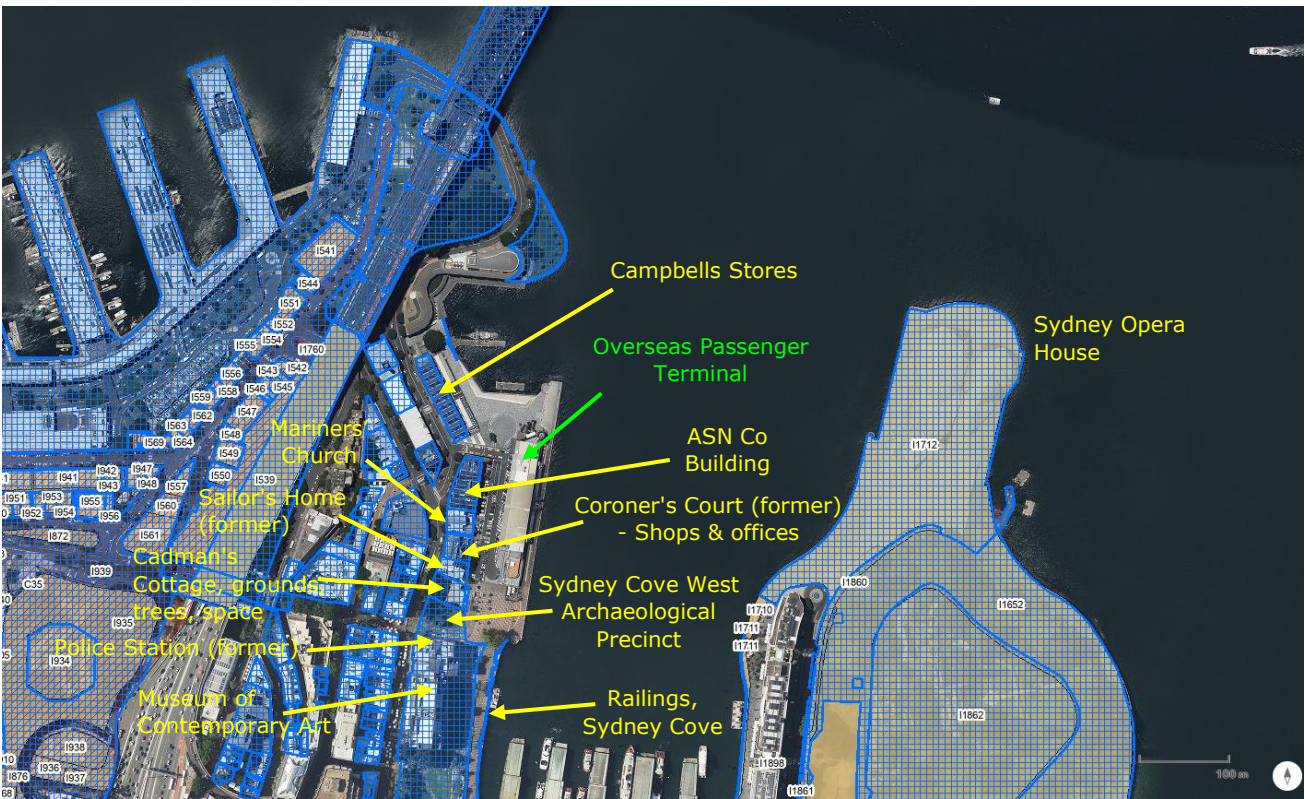 I541
I544
I551
I552
I554
I555
I1760
I556
I543
I542
I559
I558
I546
I545
I562
I547
I563
I569
I564
I548
I549
I941
I942
I947
I943
I948
I557
I550
I539
I951
I953
I955
I952
I954
I956
I560
I872
I561
I939
C35
I935
I934
I938
I936
I876
I937
Campbells Stores
Overseas Passenger
Terminal
Sydney Opera
House
Mariners'
Church
ASN Co
Building
Sailor's Home
(former)
Coroner's Court (former)
- Shops & offices
Cadman's
Cottage, grounds,
trees, space
Sydney Cove West
Archaeological
Precinct
Police Station (former)
Museum of
Contemporary Art
Railings,
Sydney Cove
I1712
I1860
I1652
I1710
I1711
I1711
I1862
I1898
I1861
100 m